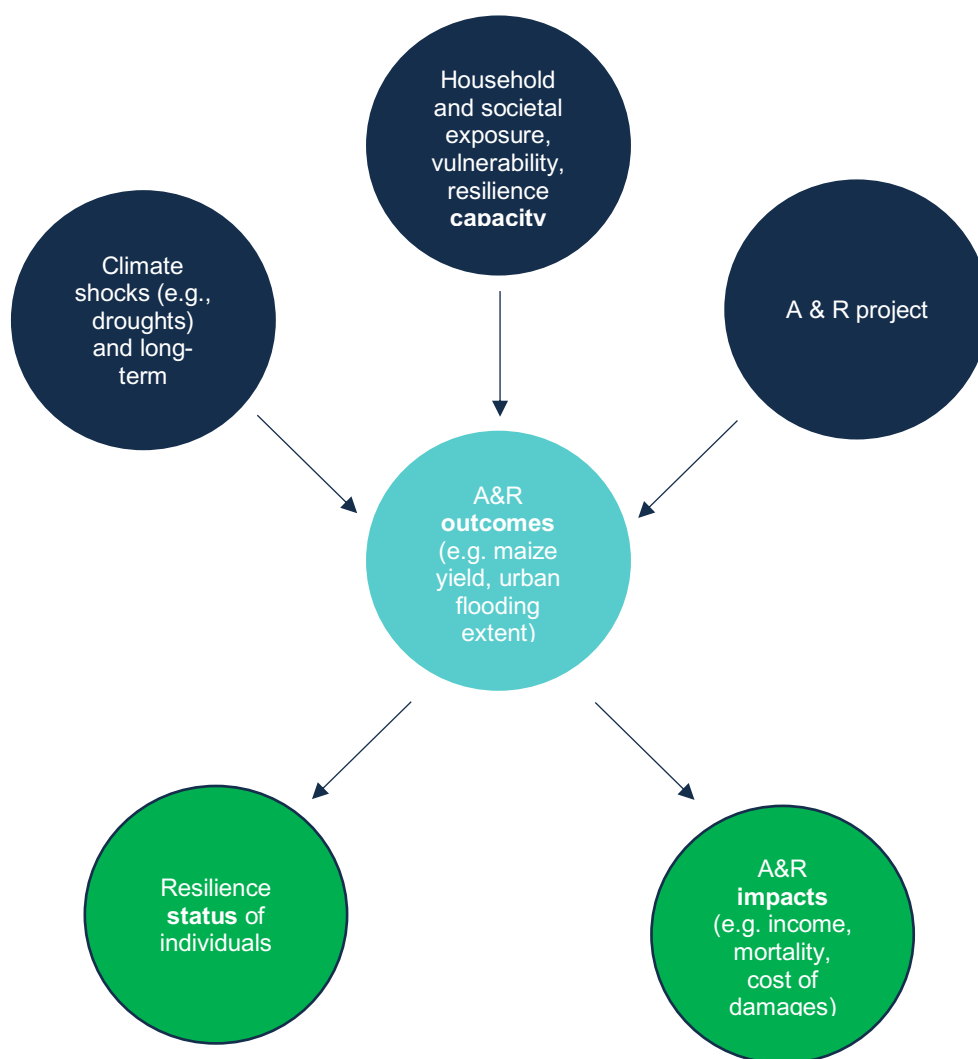 Household
and societal
exposure,
vulnerability,
resilience
capacity
Climate
shocks (e.g.,
droughts)
and long-
term
A & R project
A&R
outcomes
(e.g. maize
yield, urban
flooding
extent)
Resilience
status of
individuals
A&R
impacts
(e.g. income,
mortality,
cost of
damages)